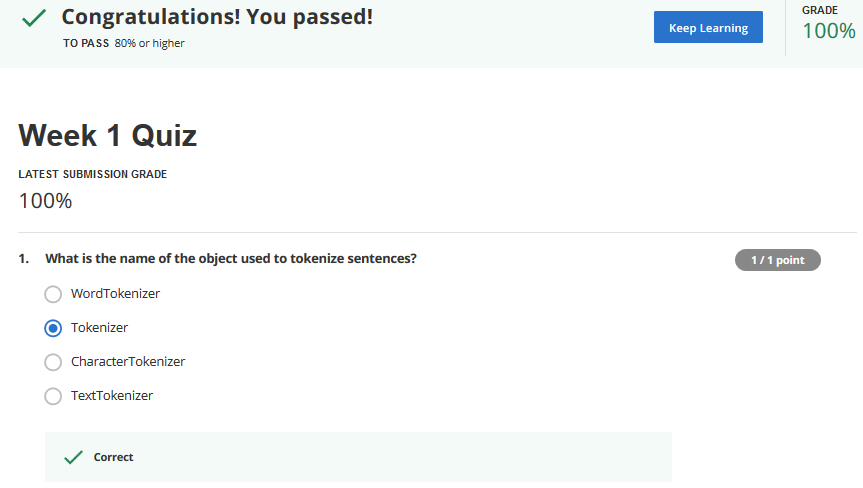 Congratulations! You passed!
TO PASS 80% or higher
Keep Learning
GRADE
100%
Week 1 Quiz
LATEST SUBMISSION GRADE
100%
1. What is the name of the object used to tokenize sentences?
1 / 1 point
WordTokenizer
Tokenizer
CharacterTokenizer
TextTokenizer
Correct